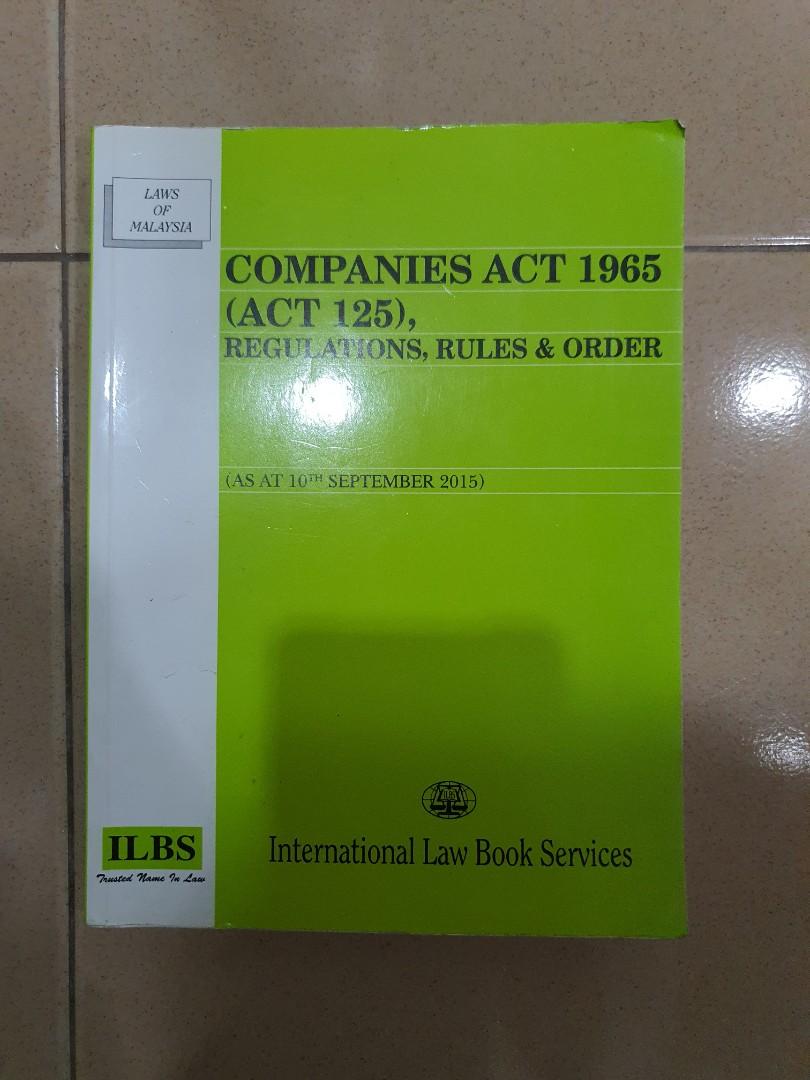 LAWS
OF
MALAYSIA
COMPANIES ACT 1965
(ACT 125),
REGULATIONS, RULES & ORDER
(AS AT 10TH SEPTEMBER 2015)
ILBS
International Law Book Services
ILBS
Trusted Name In Law